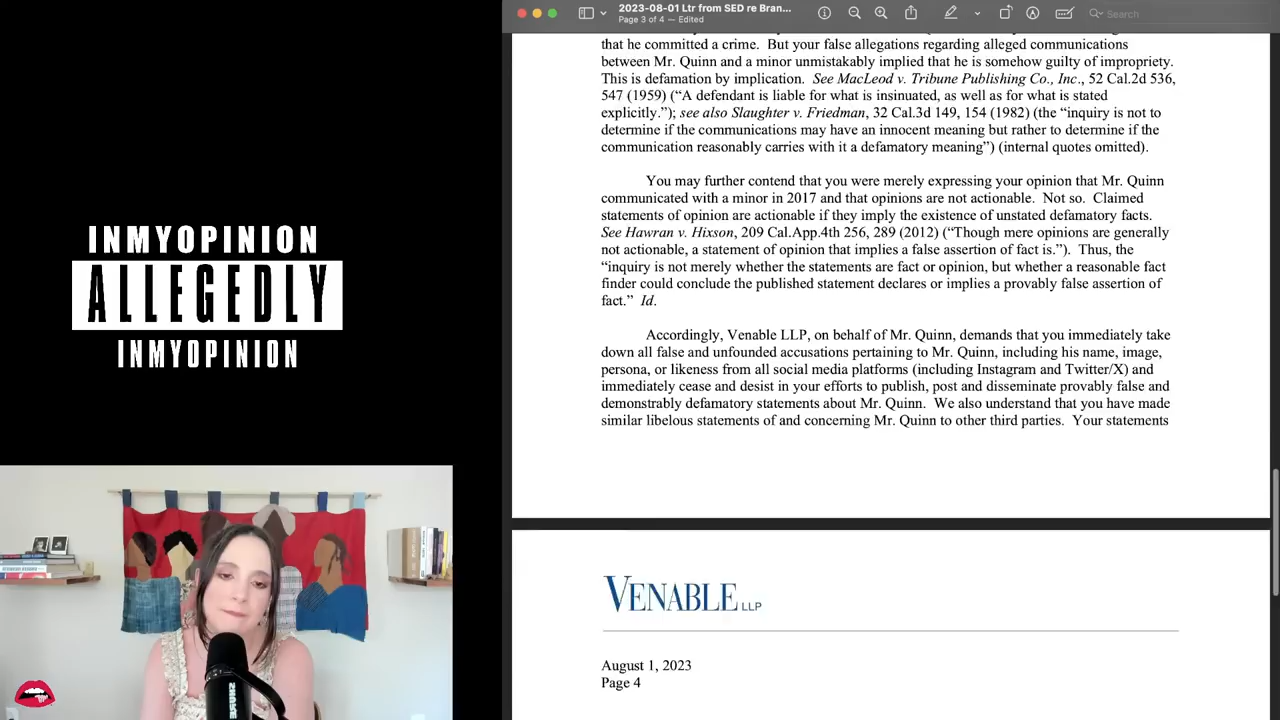 INMYOPINION
ALLEGEDLY
INMYOPINION
2023-08-01 Ltr from SED re Bran...
Page 3 of 4 — Edited
Search
that he committed a crime. But your false allegations regarding alleged communications
between Mr. Quinn and a minor unmistakably implied that he is somehow guilty of impropriety.
This is defamation by implication. See MacLeod v. Tribune Publishing Co., Inc., 52 Cal.2d 536,
547 (1959) (“A defendant is liable for what is insinuated, as well as for what is stated
explicitly.”); see also Slaughter v. Friedman, 32 Cal.3d 149, 154 (1982) (the “inquiry is not to
determine if the communications may have an innocent meaning but rather to determine if the
communication reasonably carries with it a defamatory meaning”) (internal quotes omitted).
You may further contend that you were merely expressing your opinion that Mr. Quinn
communicated with a minor in 2017 and that opinions are not actionable. Not so. Claimed
statements of opinion are actionable if they imply the existence of unstated defamatory facts.
See Hawran v. Hixson, 209 Cal.App.4th 256, 289 (2012) (“Though mere opinions are generally
not actionable, a statement of opinion that implies a false assertion of fact is.”). Thus, the
“inquiry is not merely whether the statements are fact or opinion, but whether a reasonable fact
finder could conclude the published statement declares or implies a provably false assertion of
fact.” Id.
Accordingly, Venable LLP, on behalf of Mr. Quinn, demands that you immediately take
down all false and unfounded accusations pertaining to Mr. Quinn, including his name, image,
persona, or likeness from all social media platforms (including Instagram and Twitter/X) and
immediately cease and desist in your efforts to publish, post and disseminate provably false and
demonstrably defamatory statements about Mr. Quinn. We also understand that you have made
similar libelous statements of and concerning Mr. Quinn to other third parties. Your statements
VENABLE LLP
August 1, 2023
Page 4
SHURE